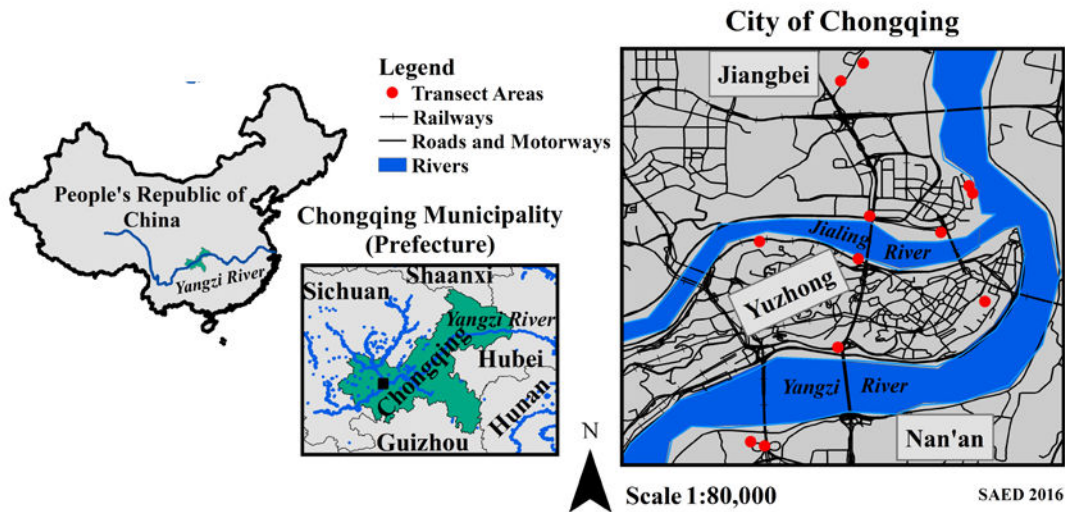 City of Chongqing
Legend
Transect Areas
Railways
Roads and Motorways
Rivers
People's Republic of
China
Yangzi River
Chongqing Municipality
(Prefecture)
Shaanxi
Sichuan
Yangzi River
Hubei
Chongqing
Hunan
Guizhou
Jiangbei
Jialing
River
Yuzhong
Yangzi
River
Nan'an
N
Scale 1:80,000
SAED 2016